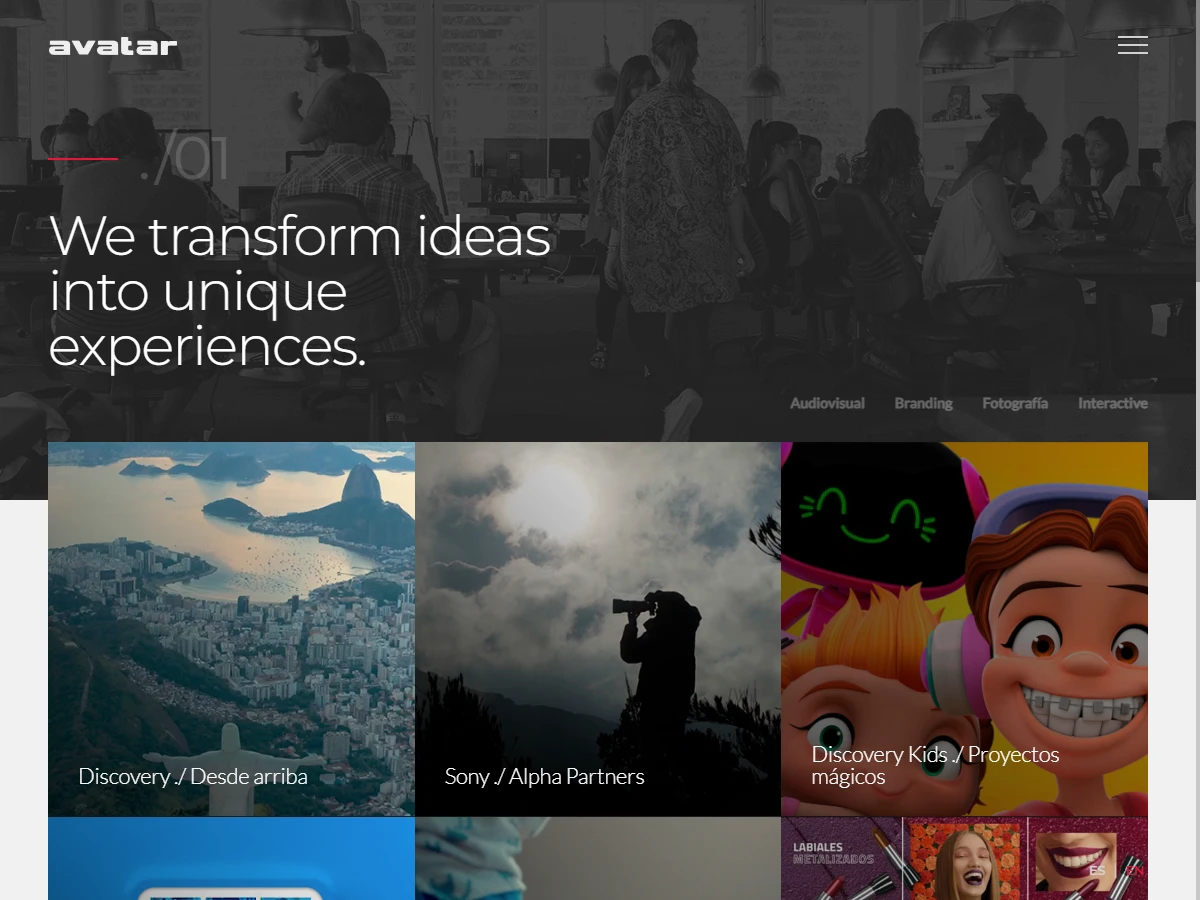 avatar
./01
We transform ideas
into unique
experiences.
Audiovisual Branding Fotografía Interactive
Discovery ./ Desde arriba
Sony ./ Alpha Partners
Discovery Kids ./ Proyectos
mágicos
LABIALES
METALIZADOS
ES EN